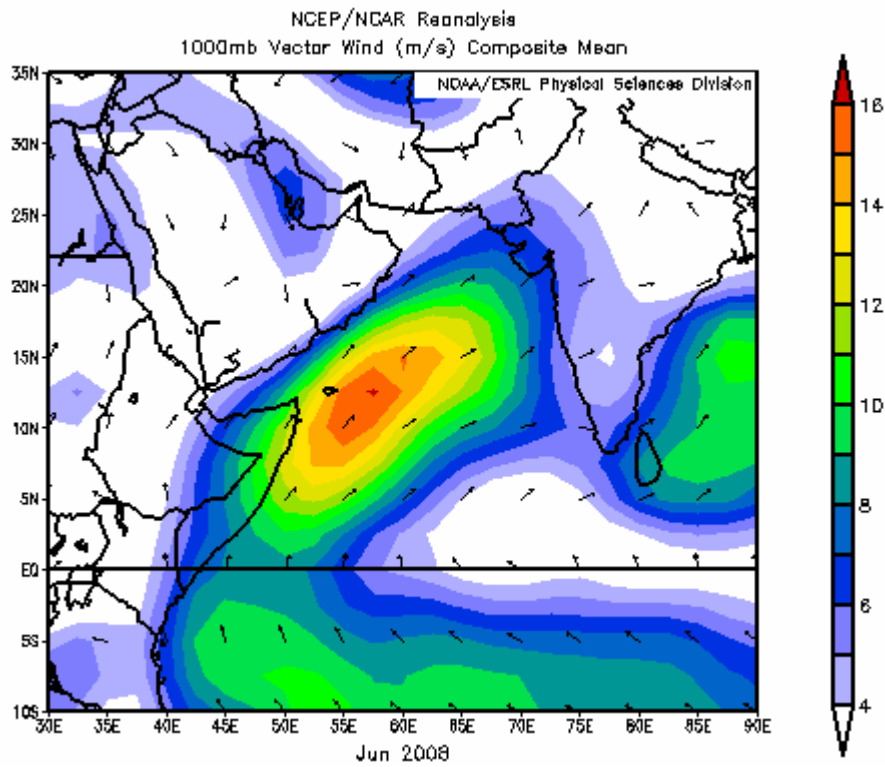 NCEP/NCAR Reanalysis
1000mb Vector Wind (m/s) Composite Mean
NOAA/ESRL Physical Sciences Division
35N
30N
25N
20N
15N
10N
5N
EQ
5S
10S
30E 35E 40E 45E 50E 55E 60E 65E 70E 75E 80E 85E 90E
Jun 2008
16
14
12
10
8
6
4